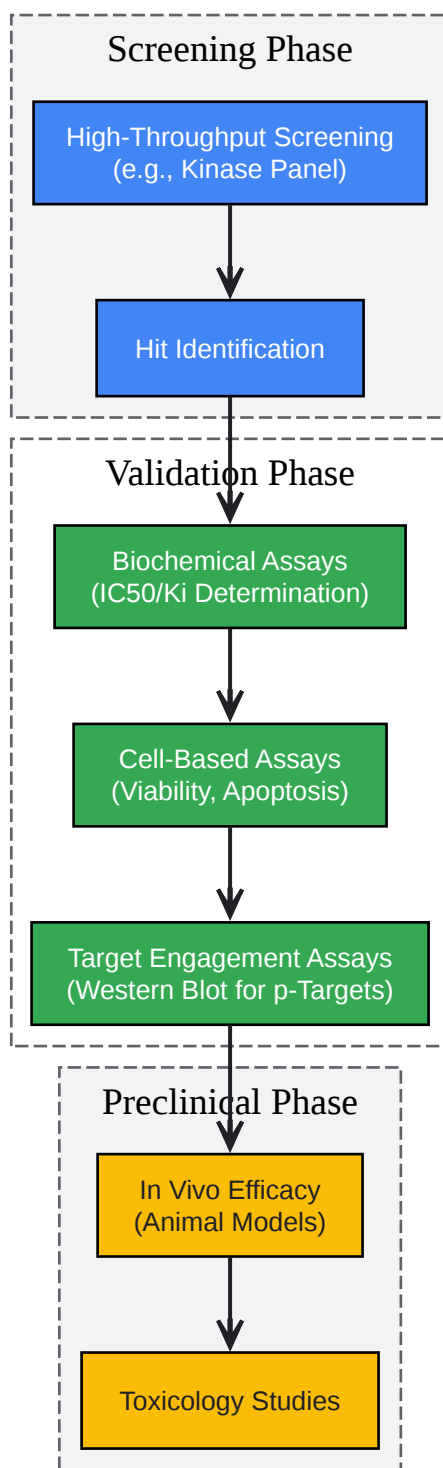 Screening Phase
High-Throughput Screening
(e.g., Kinase Panel)
Hit Identification
Validation Phase
Biochemical Assays
(IC50/Ki Determination)
Cell-Based Assays
(Viability, Apoptosis)
Target Engagement Assays
(Western Blot for p-Targets)
Preclinical Phase
In Vivo Efficacy
(Animal Models)
Toxicology Studies